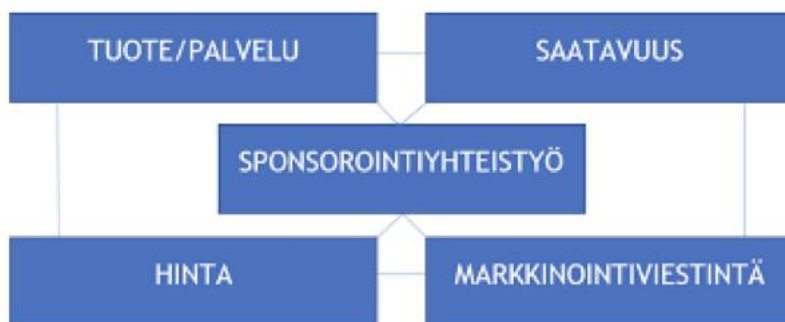 TUOTE/PALVELU
SAATAVUUS
SPONSOROINTIYHTEISTYÖ
HINTA
MARKKINOINTIVIESTINTÄ